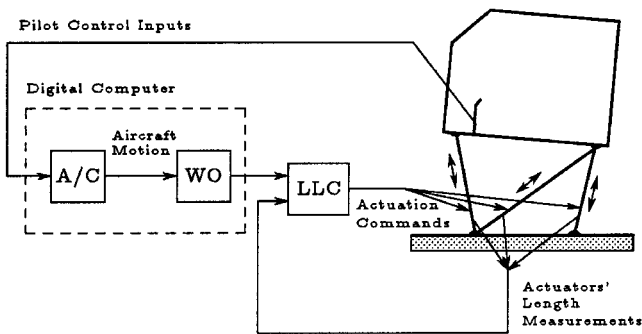 Pilot Control Inputs
Digital Computer
Aircraft
Motion
A/C
WO
LLC
Actuation
Commands
Actuators'
Length
Measurements